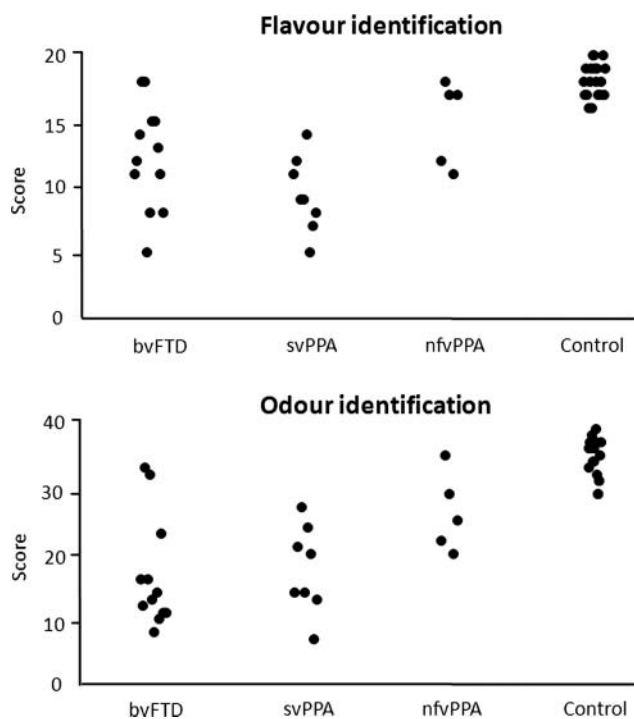 Flavour identification
20
15
10
5
0
Score
bvFTD svPPA nfvPPA Control
Odour identification
40
30
20
10
0
Score
bvFTD svPPA nfvPPA Control